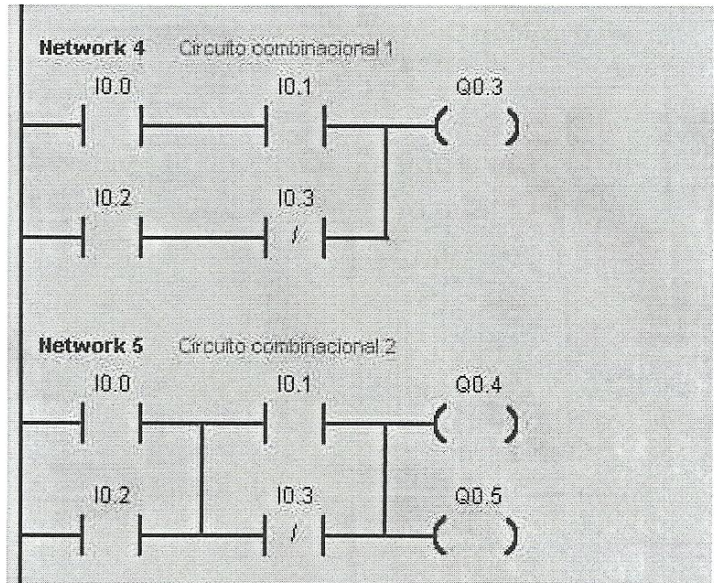 Network 4 Circuito combinacional 1
I0.0 I0.1 Q0.3
I0.2 I0.3
/
Network 5 Circuito combinacional 2
I0.0 I0.1 Q0.4
I0.2 I0.3 Q0.5
/